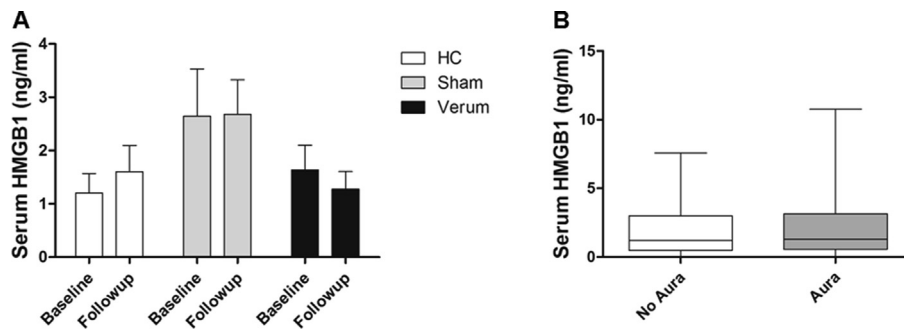 A
Serum HMGB1 (ng/ml)
4
3
2
1
0
Baseline
Followup
Baseline
Followup
Baseline
Followup
HC
Sham
Verum
B
Serum HMGB1 (ng/ml)
15
10
5
0
No Aura
Aura